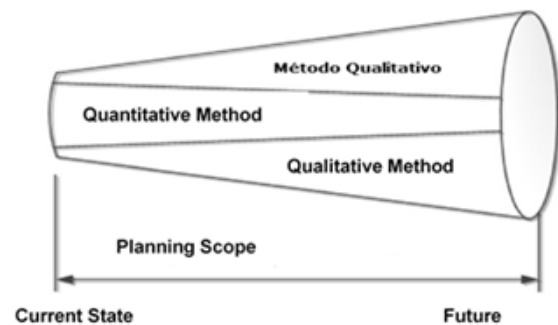 Método Qualitativo
Quantitative Method
Qualitative Method
Planning Scope
Current State
Future